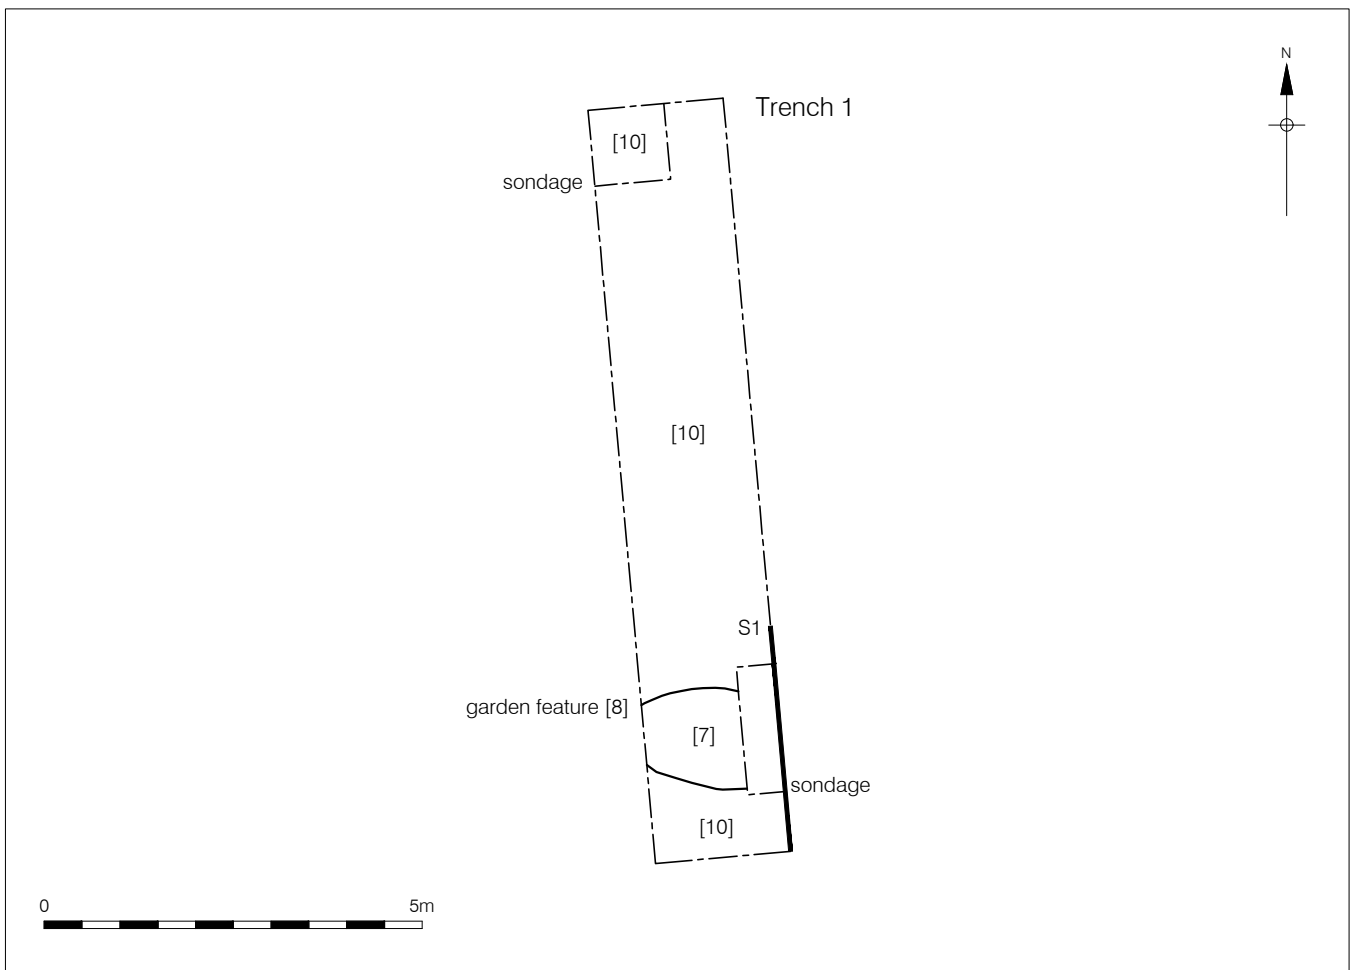 N
Trench 1
[10]
sondage
[10]
S1
garden feature [8]
[7]
sondage
[10]
0 5m